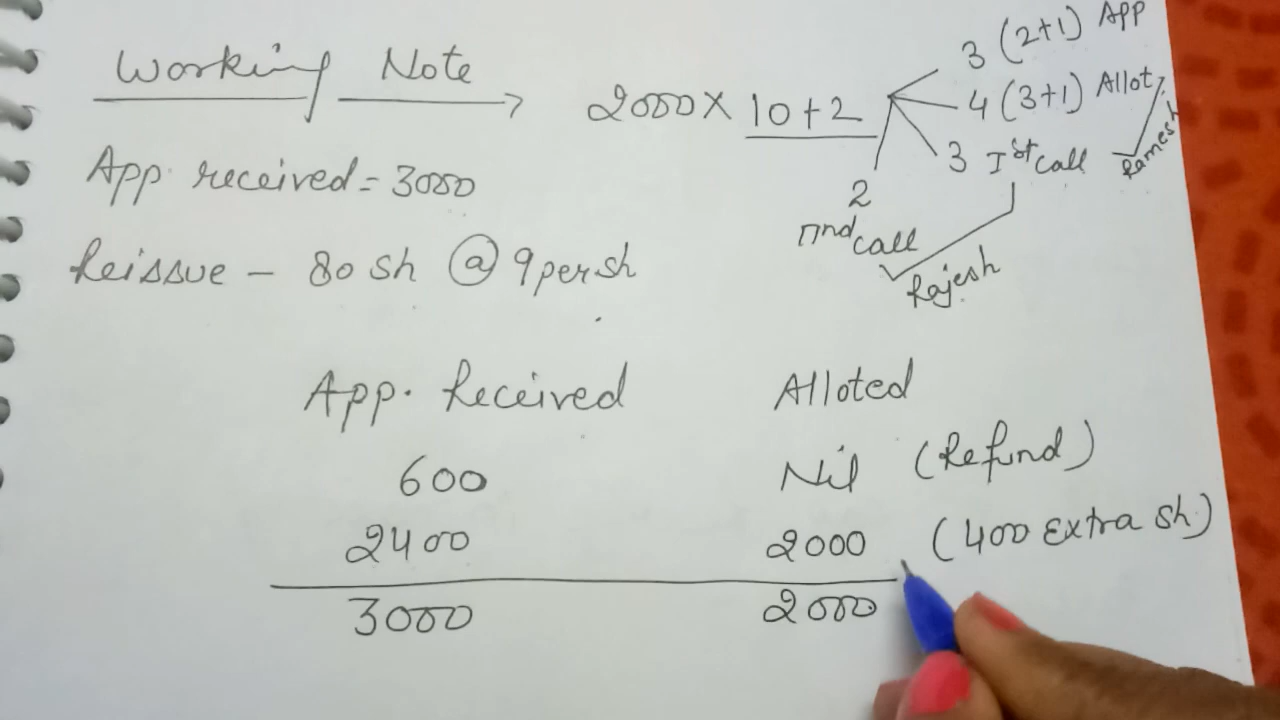 Working Note
2000 × 10 + 2
3 (2+1) App
4 (3+1) Allot
3 Ist call
Ramesh
2
IInd call
Rajesh
App. received = 3000
Reissue - 80 sh @ 9 per sh
App. Received Alloted
600 Nil (Refund)
2400 2000 (400 Extra sh.)
3000 2000